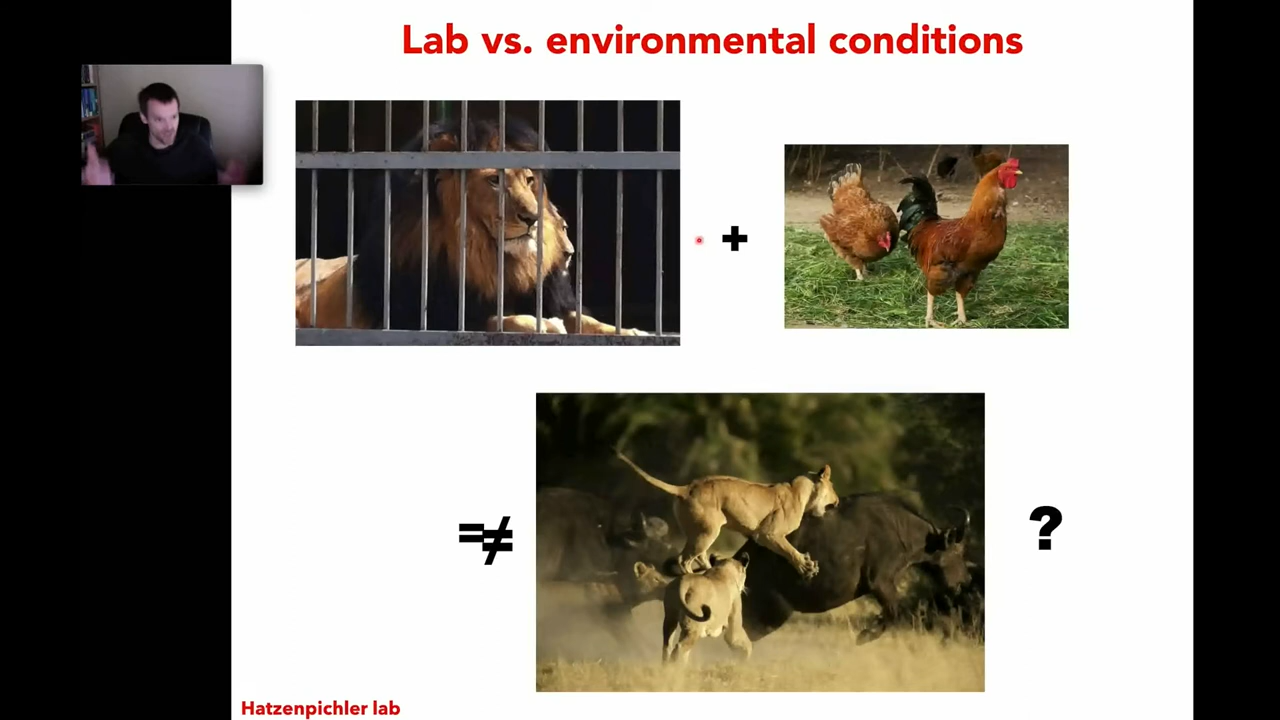 Lab vs. environmental conditions
+
=≠
?
Hatzenpichler lab